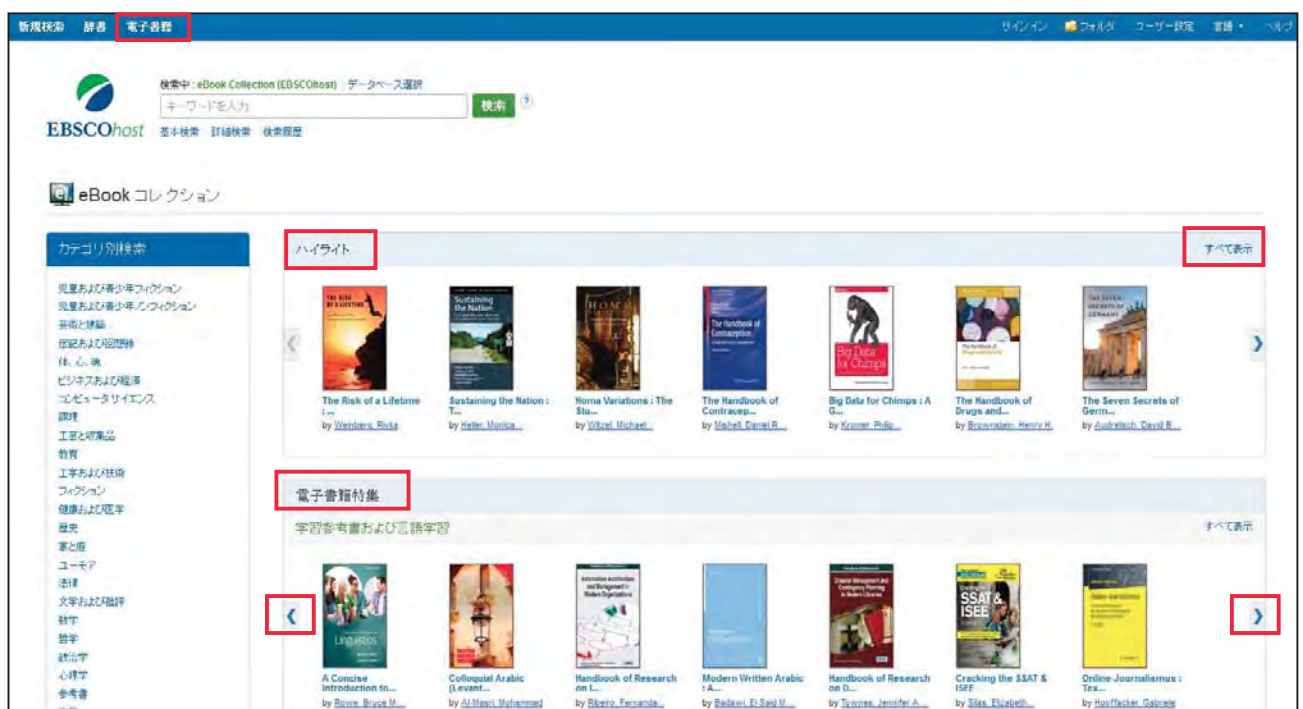 新規検索 辞書 電子書籍 サインイン フォルダ ユーザー設定 言語 ヘルプ
検索中 : eBook Collection (EBSCOhost) データベース選択
キーワードを入力 検索 ?
EBSCOhost 基本検索 詳細検索 検索履歴
eBook コレクション
カテゴリ別検索
児童および青少年フィクション
児童および青少年ノンフィクション
芸術と建築
伝記および回想録
体、心、魂
ビジネスおよび経済
コンピュータサイエンス
調理
工芸と収集品
教育
工学および技術
フィクション
健康および医学
歴史
家と庭
ユーモア
法律
文学および批評
数学
哲学
政治学
心理学
参考書
ハイライト すべて表示
THE RISK OF A LIFETIME
Sustaining the Nation
HOMA
The Handbook of Contraception
Big Data for Chimps
THE SEVEN SECRETS OF GERMANY
The Risk of a Lifetime : ...
by Weinberg, Rivka
Sustaining the Nation : T...
by Heller, Monica...
Homa Variations : The Stu...
by Witzel, Michael...
The Handbook of Contracep...
by Mishell, Daniel R...
Big Data for Chimps : A G...
by Kromer, Philip...
The Handbook of Drugs and...
by Brownstein, Henry H.
The Seven Secrets of Germ...
by Audretsch, David B...
電子書籍特集
学習参考書および言語学習 すべて表示
Linguistics
Information Architecture and Management in Modern Organizations
Disaster Management and Contingency Planning in Modern Libraries
Cracking the SSAT & ISEE
A Concise Introduction to...
by Rowe, Bruce M...
Colloquial Arabic (Levant...
by Al-Masri, Mohammad
Handbook of Research on I...
by Ribeiro, Fernanda...
Modern Written Arabic : A...
by Badawi, El-Said M...
Handbook of Research on D...
by Townes, Jennifer A...
Cracking the SSAT & ISEE
by Silas, Elizabeth...
Online Journalismus : Tex...
by Hooffacker, Gabriele